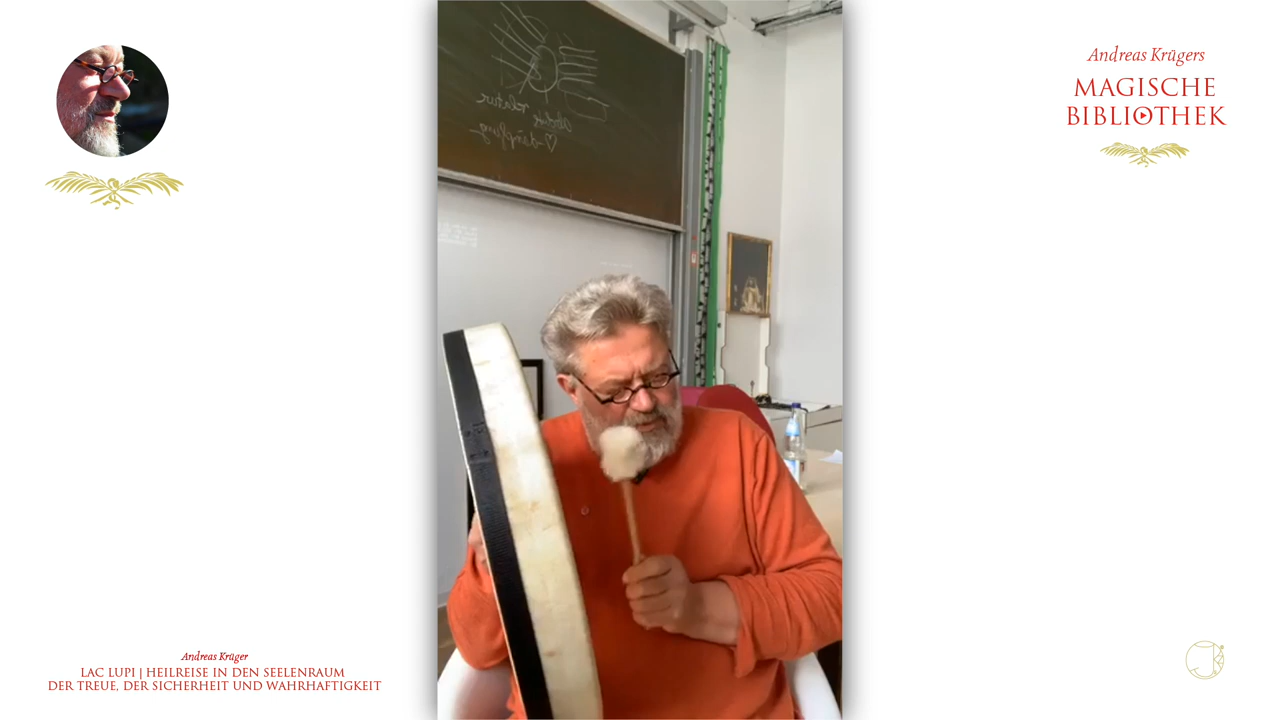 Andreas Krügers
MAGISCHE
BIBLIOTHEK
Andreas Krüger
LAC LUPI | HEILREISE IN DEN SEELENRAUM
DER TREUE, DER SICHERHEIT UND WAHRHAFTIGKEIT